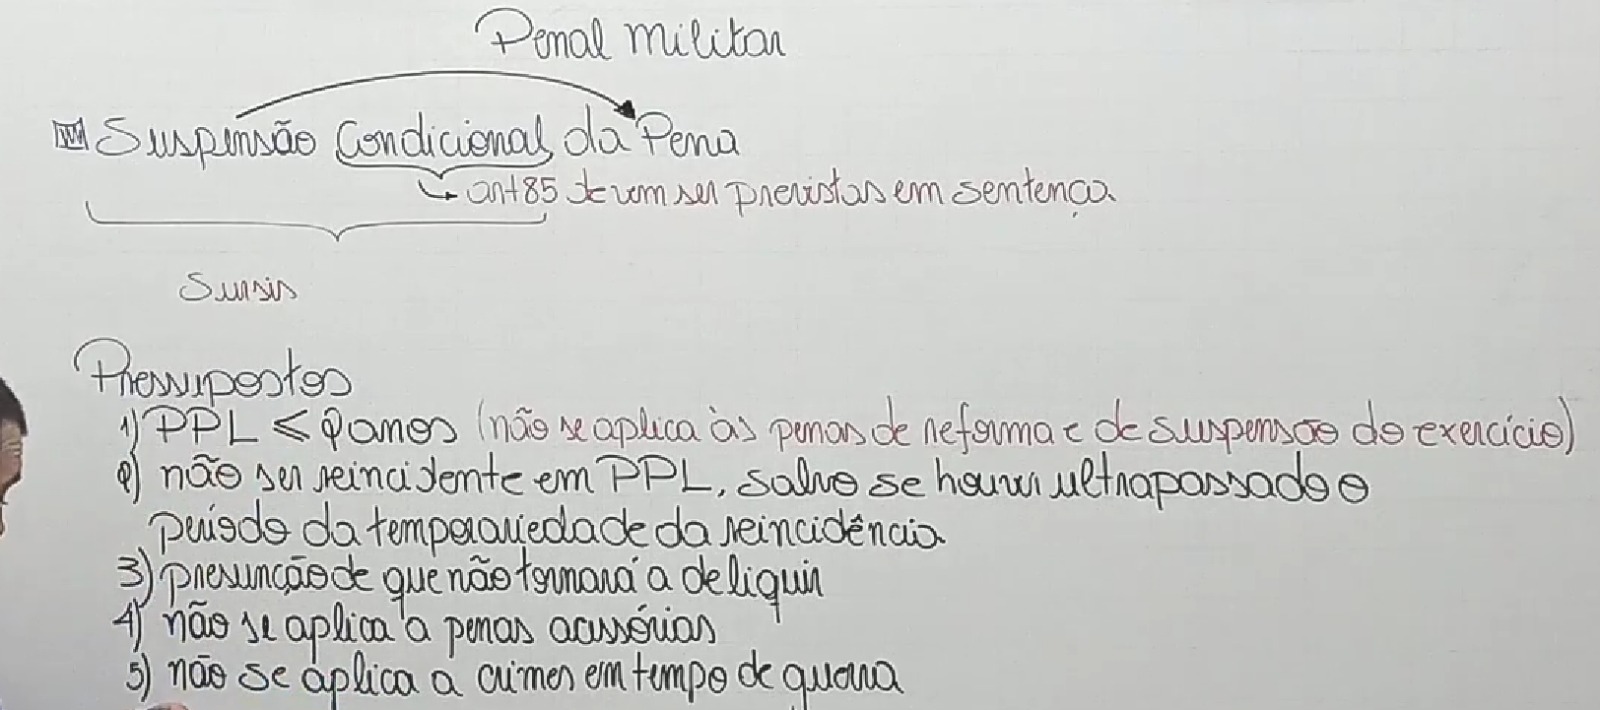 Penal militar
Suspensão Condicional da Pena
art 85 devem ser previstas em sentença
Sursis
Pressupostos
1) PPL ≤ 2 anos (não se aplica às penas de reforma e de suspensão do exercício)
2) não ser reincidente em PPL, salvo se houver ultrapassado o
período da temporariedade da reincidência
3) presunção de que não tornará a deliquir
4) não se aplica a penas acessórias
5) não se aplica a crimes em tempo de guerra